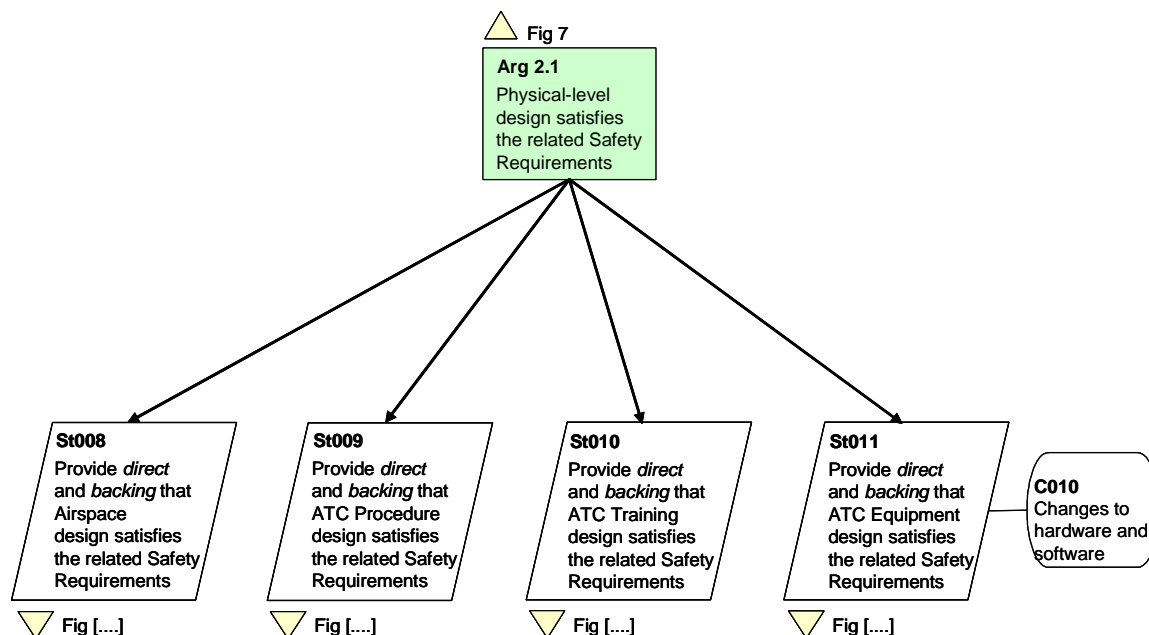 Fig 7
Arg 2.1
Physical-level
design satisfies
the related Safety
Requirements
St008
Provide direct
and backing that
Airspace
design satisfies
the related Safety
Requirements
Fig [....]
St009
Provide direct
and backing that
ATC Procedure
design satisfies
the related Safety
Requirements
Fig [....]
St010
Provide direct
and backing that
ATC Training
design satisfies
the related Safety
Requirements
Fig [....]
St011
Provide direct
and backing that
ATC Equipment
design satisfies
the related Safety
Requirements
Fig [....]
C010
Changes to
hardware and
software